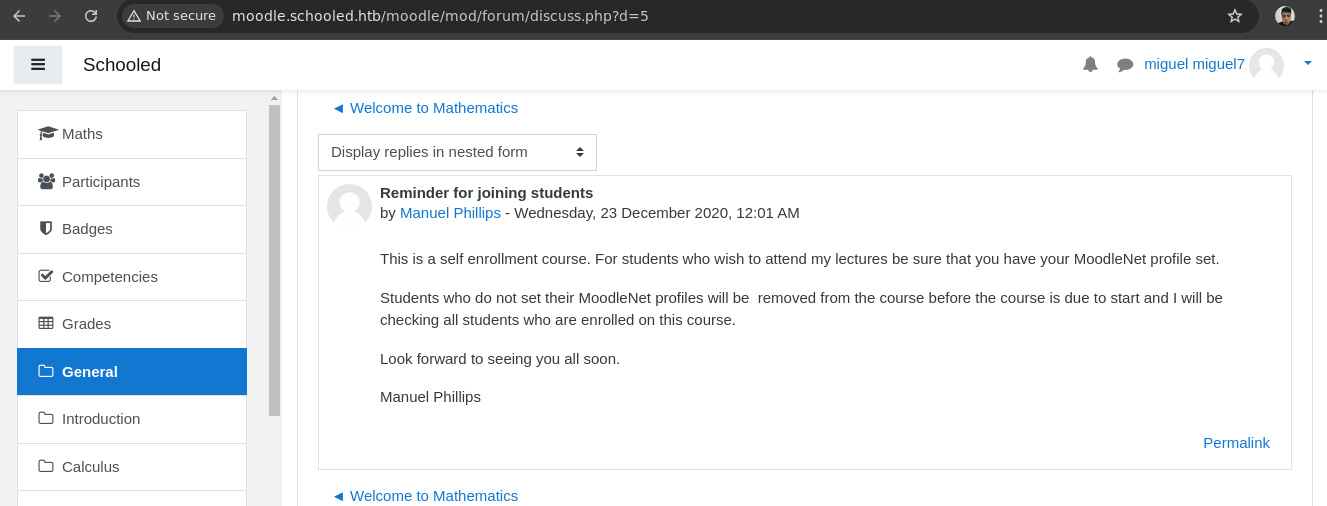 Not secure moodle.schooled.htb/moodle/mod/forum/discuss.php?d=5
Schooled
miguel miguel7
Maths
Participants
Badges
Competencies
Grades
General
Introduction
Calculus
◄ Welcome to Mathematics
Display replies in nested form
Reminder for joining students
by Manuel Phillips - Wednesday, 23 December 2020, 12:01 AM
This is a self enrollment course. For students who wish to attend my lectures be sure that you have your MoodleNet profile set.
Students who do not set their MoodleNet profiles will be  removed from the course before the course is due to start and I will be
checking all students who are enrolled on this course.
Look forward to seeing you all soon.
Manuel Phillips
Permalink
◄ Welcome to Mathematics